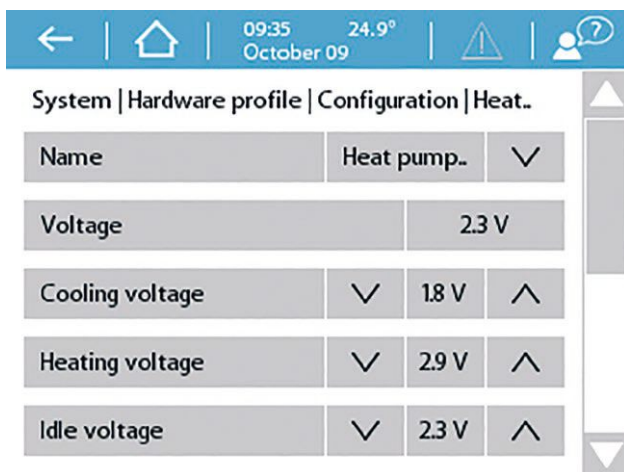 09:35 24.9°
October 09
?
System | Hardware profile | Configuration | Heat..
Name Heat pump..
Voltage 2.3 V
Cooling voltage 1.8 V
Heating voltage 2.9 V
Idle voltage 2.3 V